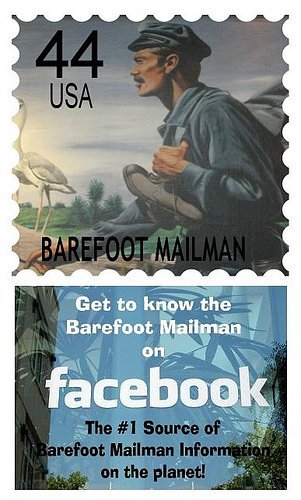 44
USA
BAREFOOT MAILMAN
Get to know the
Barefoot Mailman
on
facebook
The #1 Source of
Barefoot Mailman Information
on the planet!